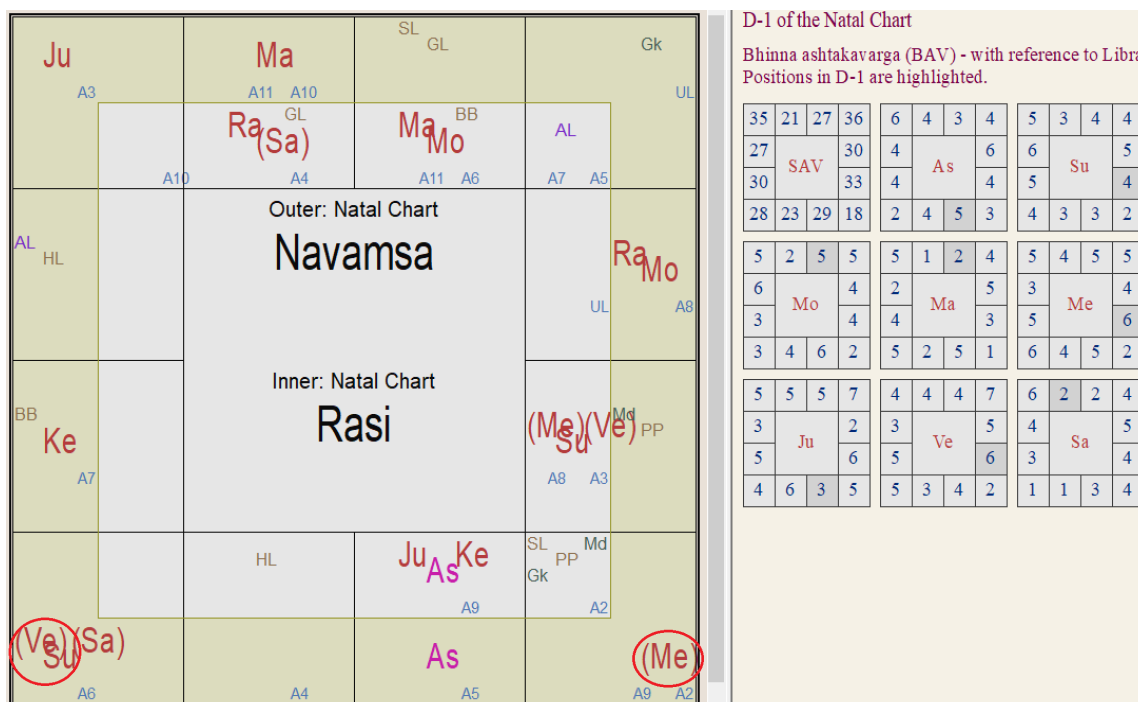 SL
GL
Gk
Ju
Ma
A3
A11 A10
UL
GL
BB
Ra (Sa)
Ma Mo
AL
A10
A4
A11 A6
A7 A5
Outer: Natal Chart
Navamsa
AL
HL
Ra Mo
UL
A8
Inner: Natal Chart
Rasi
BB
Ke
A7
(Me) (Ve) Md
Su
PP
A8 A3
HL
Ju Ke
As
SL Md
PP
Gk
A9
A2
(Ve) (Sa)
Su
As
(Me)
A6
A4
A5
A9 A2
D-1 of the Natal Chart
Bhinna ashtakavarga (BAV) - with reference to Libra
Positions in D-1 are highlighted.
35 21 27 36
27 30
SAV
30 33
28 23 29 18
6 4 3 4
4 6
As
4 4
2 4 5 3
5 3 4 4
6 5
Su
5 4
4 3 3 2
5 2 5 5
6 4
Mo
3 4
3 4 6 2
5 1 2 4
2 5
Ma
4 3
5 2 5 1
5 4 5 5
3 4
Me
5 6
6 4 5 2
5 5 5 7
3 2
Ju
5 6
4 6 3 5
4 4 4 7
3 5
Ve
5 6
5 3 4 2
6 2 2 4
4 5
Sa
3 4
1 1 3 4